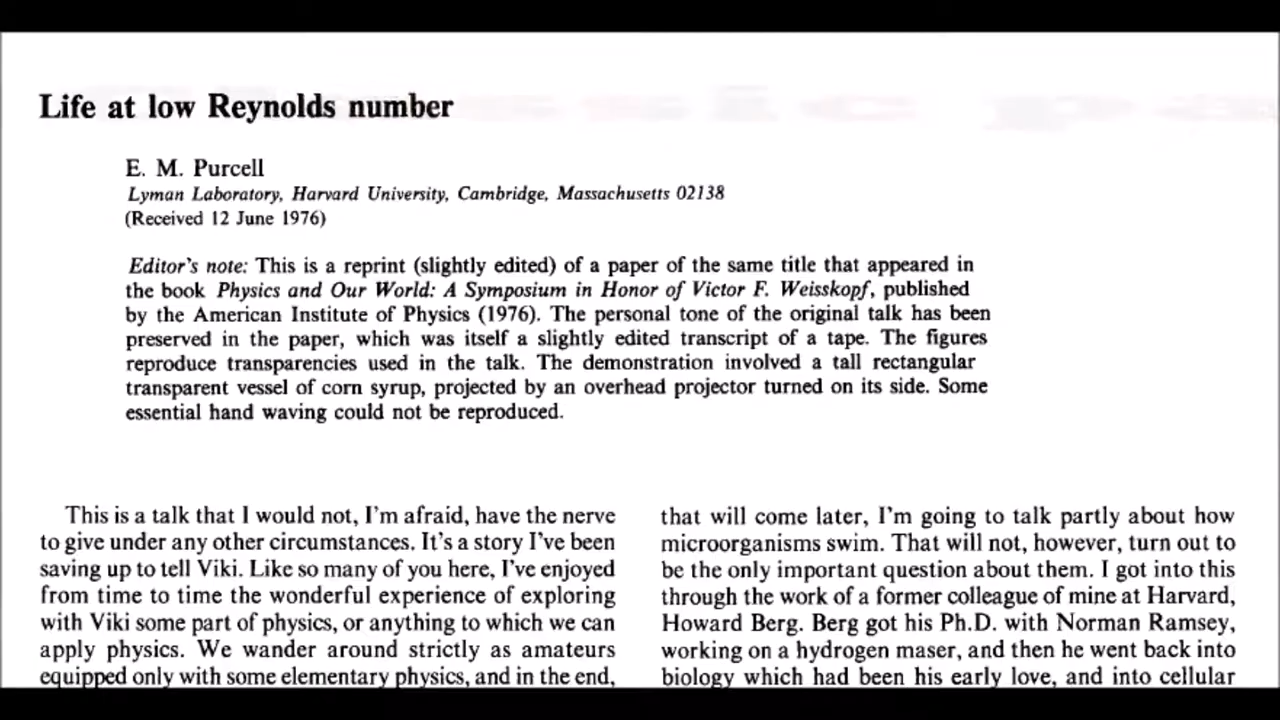 Life at low Reynolds number
E. M. Purcell
Lyman Laboratory, Harvard University, Cambridge, Massachusetts 02138
(Received 12 June 1976)
Editor's note: This is a reprint (slightly edited) of a paper of the same title that appeared in
the book Physics and Our World: A Symposium in Honor of Victor F. Weisskopf, published
by the American Institute of Physics (1976). The personal tone of the original talk has been
preserved in the paper, which was itself a slightly edited transcript of a tape. The figures
reproduce transparencies used in the talk. The demonstration involved a tall rectangular
transparent vessel of corn syrup, projected by an overhead projector turned on its side. Some
essential hand waving could not be reproduced.
This is a talk that I would not, I'm afraid, have the nerve
to give under any other circumstances. It's a story I've been
saving up to tell Viki. Like so many of you here, I've enjoyed
from time to time the wonderful experience of exploring
with Viki some part of physics, or anything to which we can
apply physics. We wander around strictly as amateurs
equipped only with some elementary physics, and in the end,
that will come later, I'm going to talk partly about how
microorganisms swim. That will not, however, turn out to
be the only important question about them. I got into this
through the work of a former colleague of mine at Harvard,
Howard Berg. Berg got his Ph.D. with Norman Ramsey,
working on a hydrogen maser, and then he went back into
biology which had been his early love, and into cellular